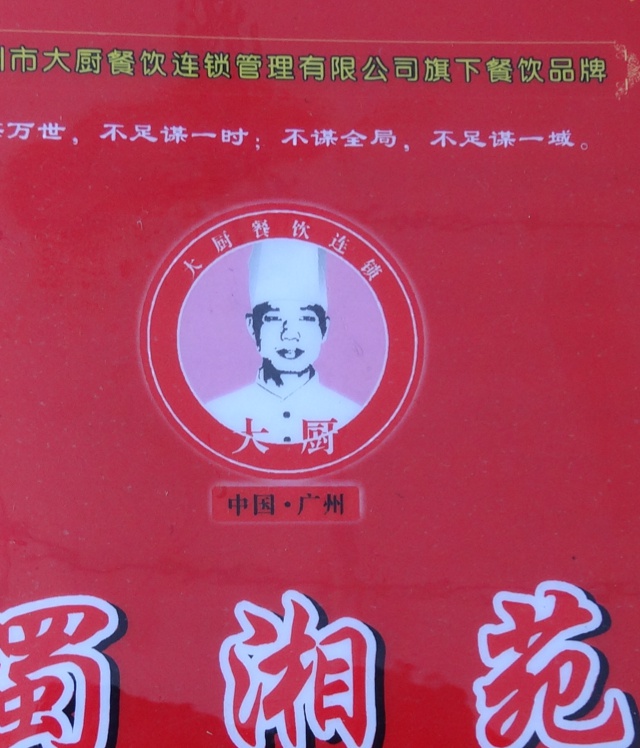 州市大厨餐饮连锁管理有限公司旗下餐饮品牌
万世，不足谋一时；不谋全局，不足谋一域。
大厨餐饮连锁
大厨
中国·广州
蜀湘苑